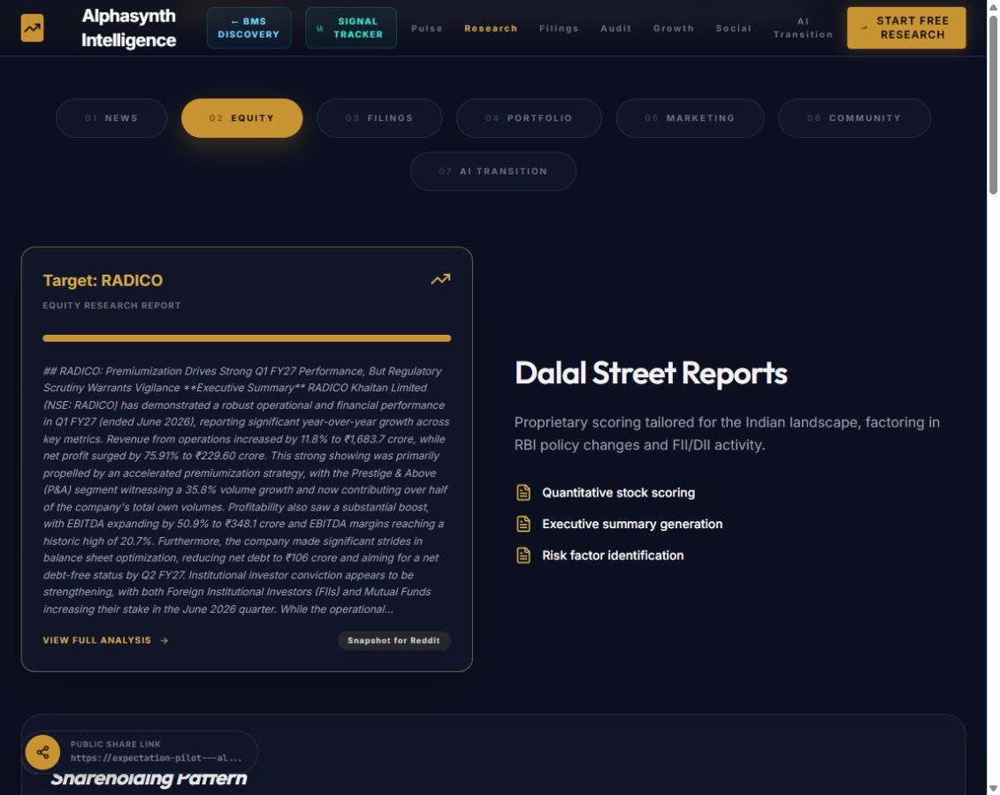 Alphasynth
Intelligence
← BMS
DISCOVERY
SIGNAL
TRACKER
Pulse
Research
Filings
Audit
Growth
Social
AI
Transition
START FREE
RESEARCH
01 NEWS
02 EQUITY
03 FILINGS
04 PORTFOLIO
05 MARKETING
06 COMMUNITY
07 AI TRANSITION
Target: RADICO
EQUITY RESEARCH REPORT
## RADICO: Premiumization Drives Strong Q1 FY27 Performance, But Regulatory
Scrutiny Warrants Vigilance **Executive Summary** RADICO Khaitan Limited
(NSE: RADICO) has demonstrated a robust operational and financial performance
in Q1 FY27 (ended June 2026), reporting significant year-over-year growth across
key metrics. Revenue from operations increased by 11.8% to ₹1,683.7 crore, while
net profit surged by 75.91% to ₹229.60 crore. This strong showing was primarily
propelled by an accelerated premiumization strategy, with the Prestige & Above
(P&A) segment witnessing a 35.8% volume growth and now contributing over half
of the company's total own volumes. Profitability also saw a substantial boost,
with EBITDA expanding by 50.9% to ₹348.1 crore and EBITDA margins reaching a
historic high of 20.7%. Furthermore, the company made significant strides in
balance sheet optimization, reducing net debt to ₹106 crore and aiming for a net
debt-free status by Q2 FY27. Institutional investor conviction appears to be
strengthening, with both Foreign Institutional Investors (FIIs) and Mutual Funds
increasing their stake in the June 2026 quarter. While the operational...
VIEW FULL ANALYSIS →
Snapshot for Reddit
Dalal Street Reports
Proprietary scoring tailored for the Indian landscape, factoring in
RBI policy changes and FII/DII activity.
Quantitative stock scoring
Executive summary generation
Risk factor identification
PUBLIC SHARE LINK
https://expectation-pilot---al...
Shareholding Pattern